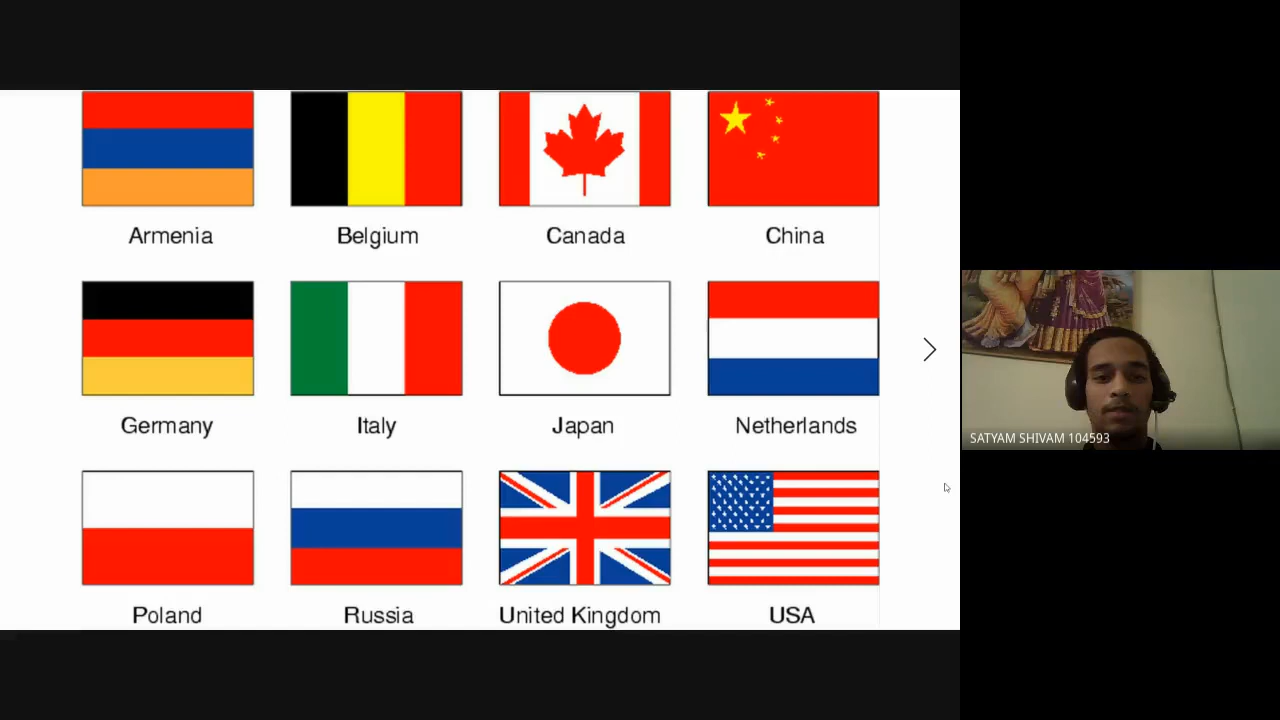 Armenia
Belgium
Canada
China
Germany
Italy
Japan
Netherlands
Poland
Russia
United Kingdom
USA
SATYAM SHIVAM 104593